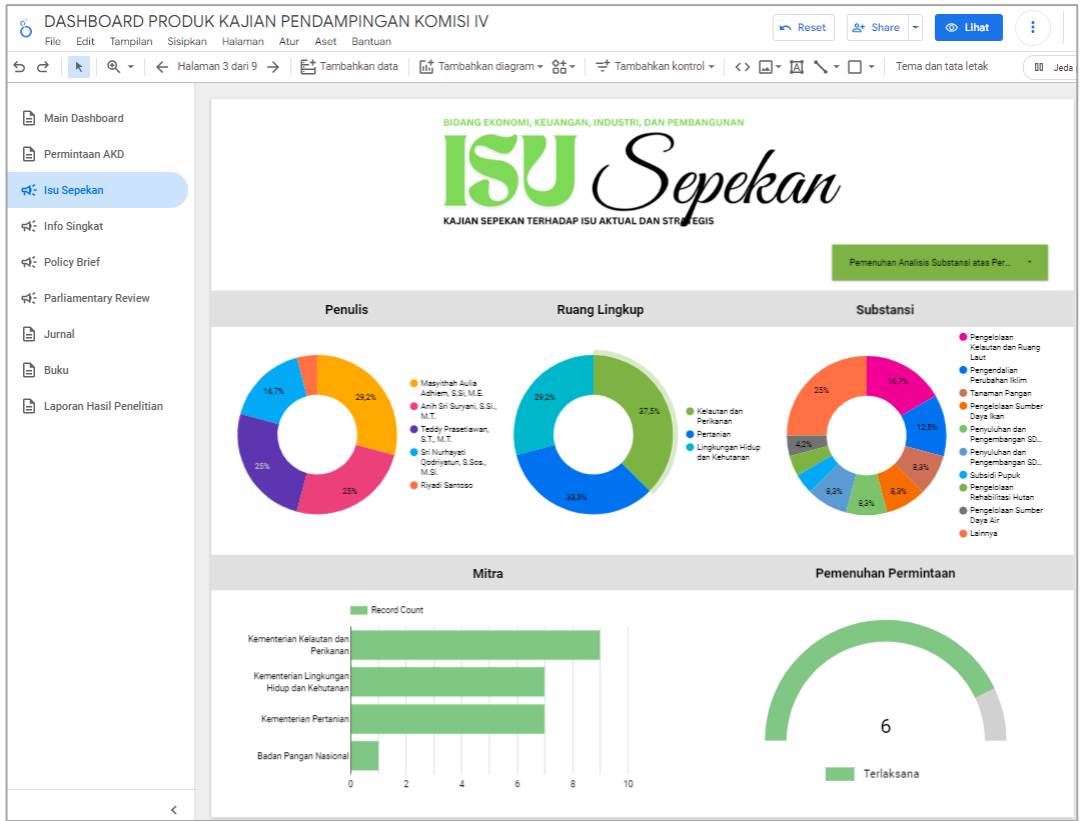 DASHBOARD PRODUK KAJIAN PENDAMPINGAN KOMISI IV
File Edit Tampilan Sisipkan Halaman Atur Aset Bantuan
Reset
Share
Lihat
Halaman 3 dari 9
Tambahkan data
Tambahkan diagram
Tambahkan kontrol
Tema dan tata letak
Jeda
Main Dashboard
Permintaan AKD
Isu Sepekan
Info Singkat
Policy Brief
Parliamentary Review
Jurnal
Buku
Laporan Hasil Penelitian
BIDANG EKONOMI, KEUANGAN, INDUSTRI, DAN PEMBANGUNAN
ISU Sepekan
KAJIAN SEPEKAN TERHADAP ISU AKTUAL DAN STRATEGIS
Pemenuhan Analisis Substansi atas Per...
Penulis
29,2%
25%
25%
16,7%
Masyithah Aulia
Adhiem, S.Si, M.E.
Anih Sri Suryani, S.Si.,
M.T.
Teddy Prasetiawan,
S.T., M.T.
Sri Nurhayati
Qodriyatun, S.Sos.,
M.Si.
Riyadi Santoso
Ruang Lingkup
37,5%
33,3%
29,2%
Kelautan dan
Perikanan
Pertanian
Lingkungan Hidup
dan Kehutanan
Substansi
16,7%
12,5%
8,3%
8,3%
8,3%
8,3%
4,2%
25%
Pengelolaan
Kelautan dan Ruang
Laut
Pengendalian
Perubahan Iklim
Tanaman Pangan
Pengelolaan Sumber
Daya Ikan
Penyuluhan dan
Pengembangan SD...
Penyuluhan dan
Pengembangan SD...
Subsidi Pupuk
Pengelolaan
Rehabilitasi Hutan
Pengelolaan Sumber
Daya Air
Lainnya
Mitra
Record Count
Kementerian Kelautan dan
Perikanan
Kementerian Lingkungan
Hidup dan Kehutanan
Kementerian Pertanian
Badan Pangan Nasional
0 2 4 6 8 10
Pemenuhan Permintaan
6
Terlaksana